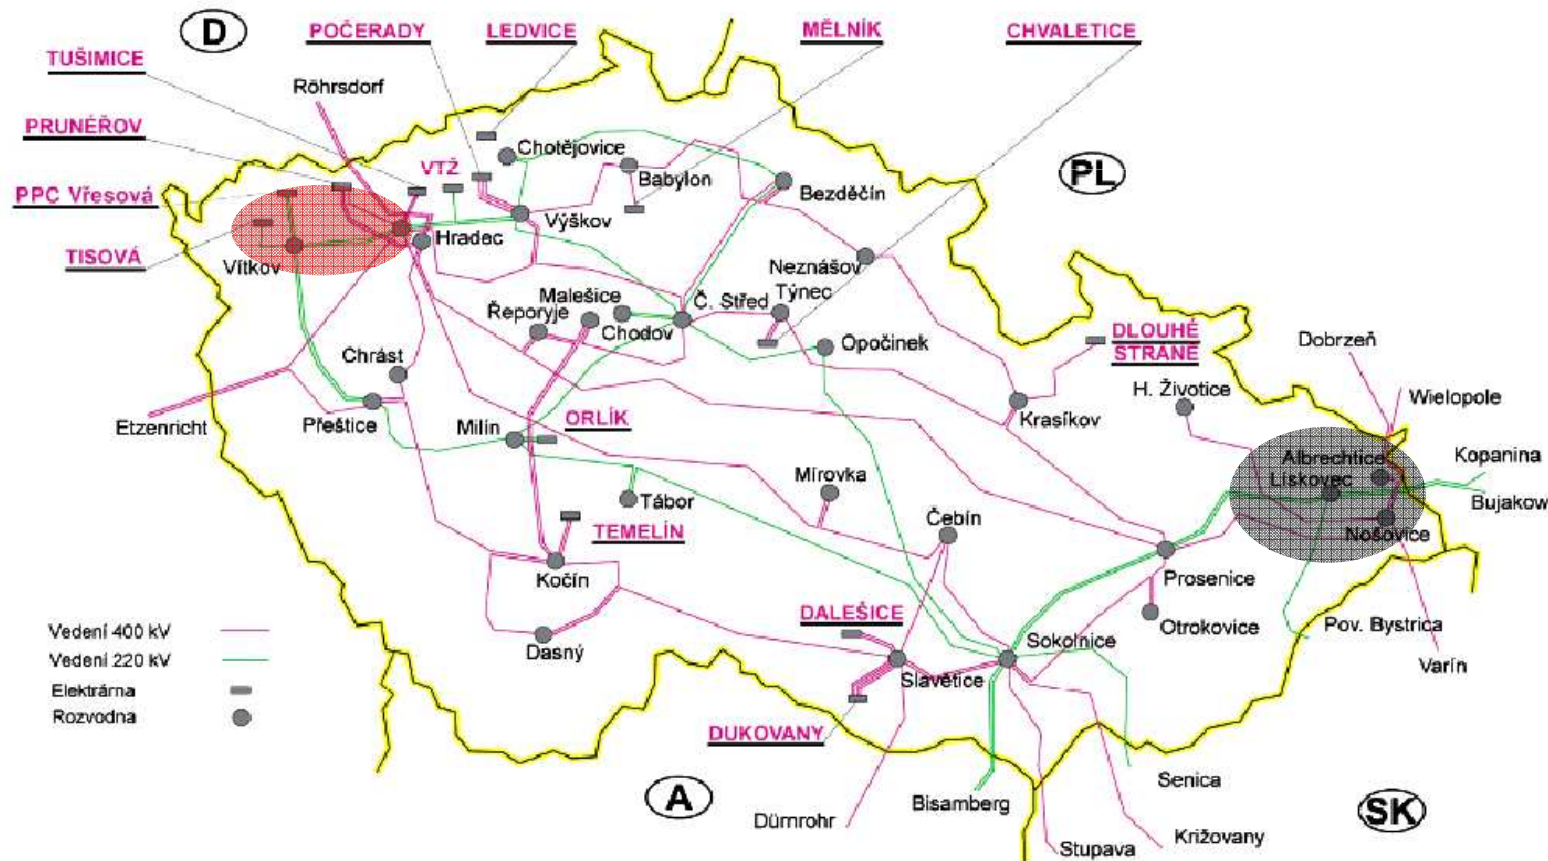 D
POČERADY
LEDVICE
MĚLNÍK
CHVALETICE
TUŠIMICE
Röhrsdorf
PRUNÉŘOV
Chotějovice
VTŽ
Babylon
PL
PPC Vřesová
Bezděčín
Výškov
Hradec
TISOVÁ
Vítkov
Neznášov
Malešice
Č. Střed
Týnec
Řeporyje
Chodov
DLOUHÉ
STRANĚ
Opočinek
Dobrzeň
Chrást
H. Životice
Wielopole
Etzenricht
Přeštice
Milín
ORLÍK
Krasíkov
Albrechtice
Kopanina
Mírovka
Lískovec
Tábor
Bujakow
Čebín
TEMELÍN
Nošovice
Kočín
Prosenice
DALEŠICE
Otrokovice
Vedení 400 kV
Pov. Bystrica
Dasný
Sokolnice
Vedení 220 kV
Varín
Slavětice
Elektrárna
Rozvodna
DUKOVANY
Senica
A
Bisamberg
SK
Dürnrohr
Stupava
Križovany